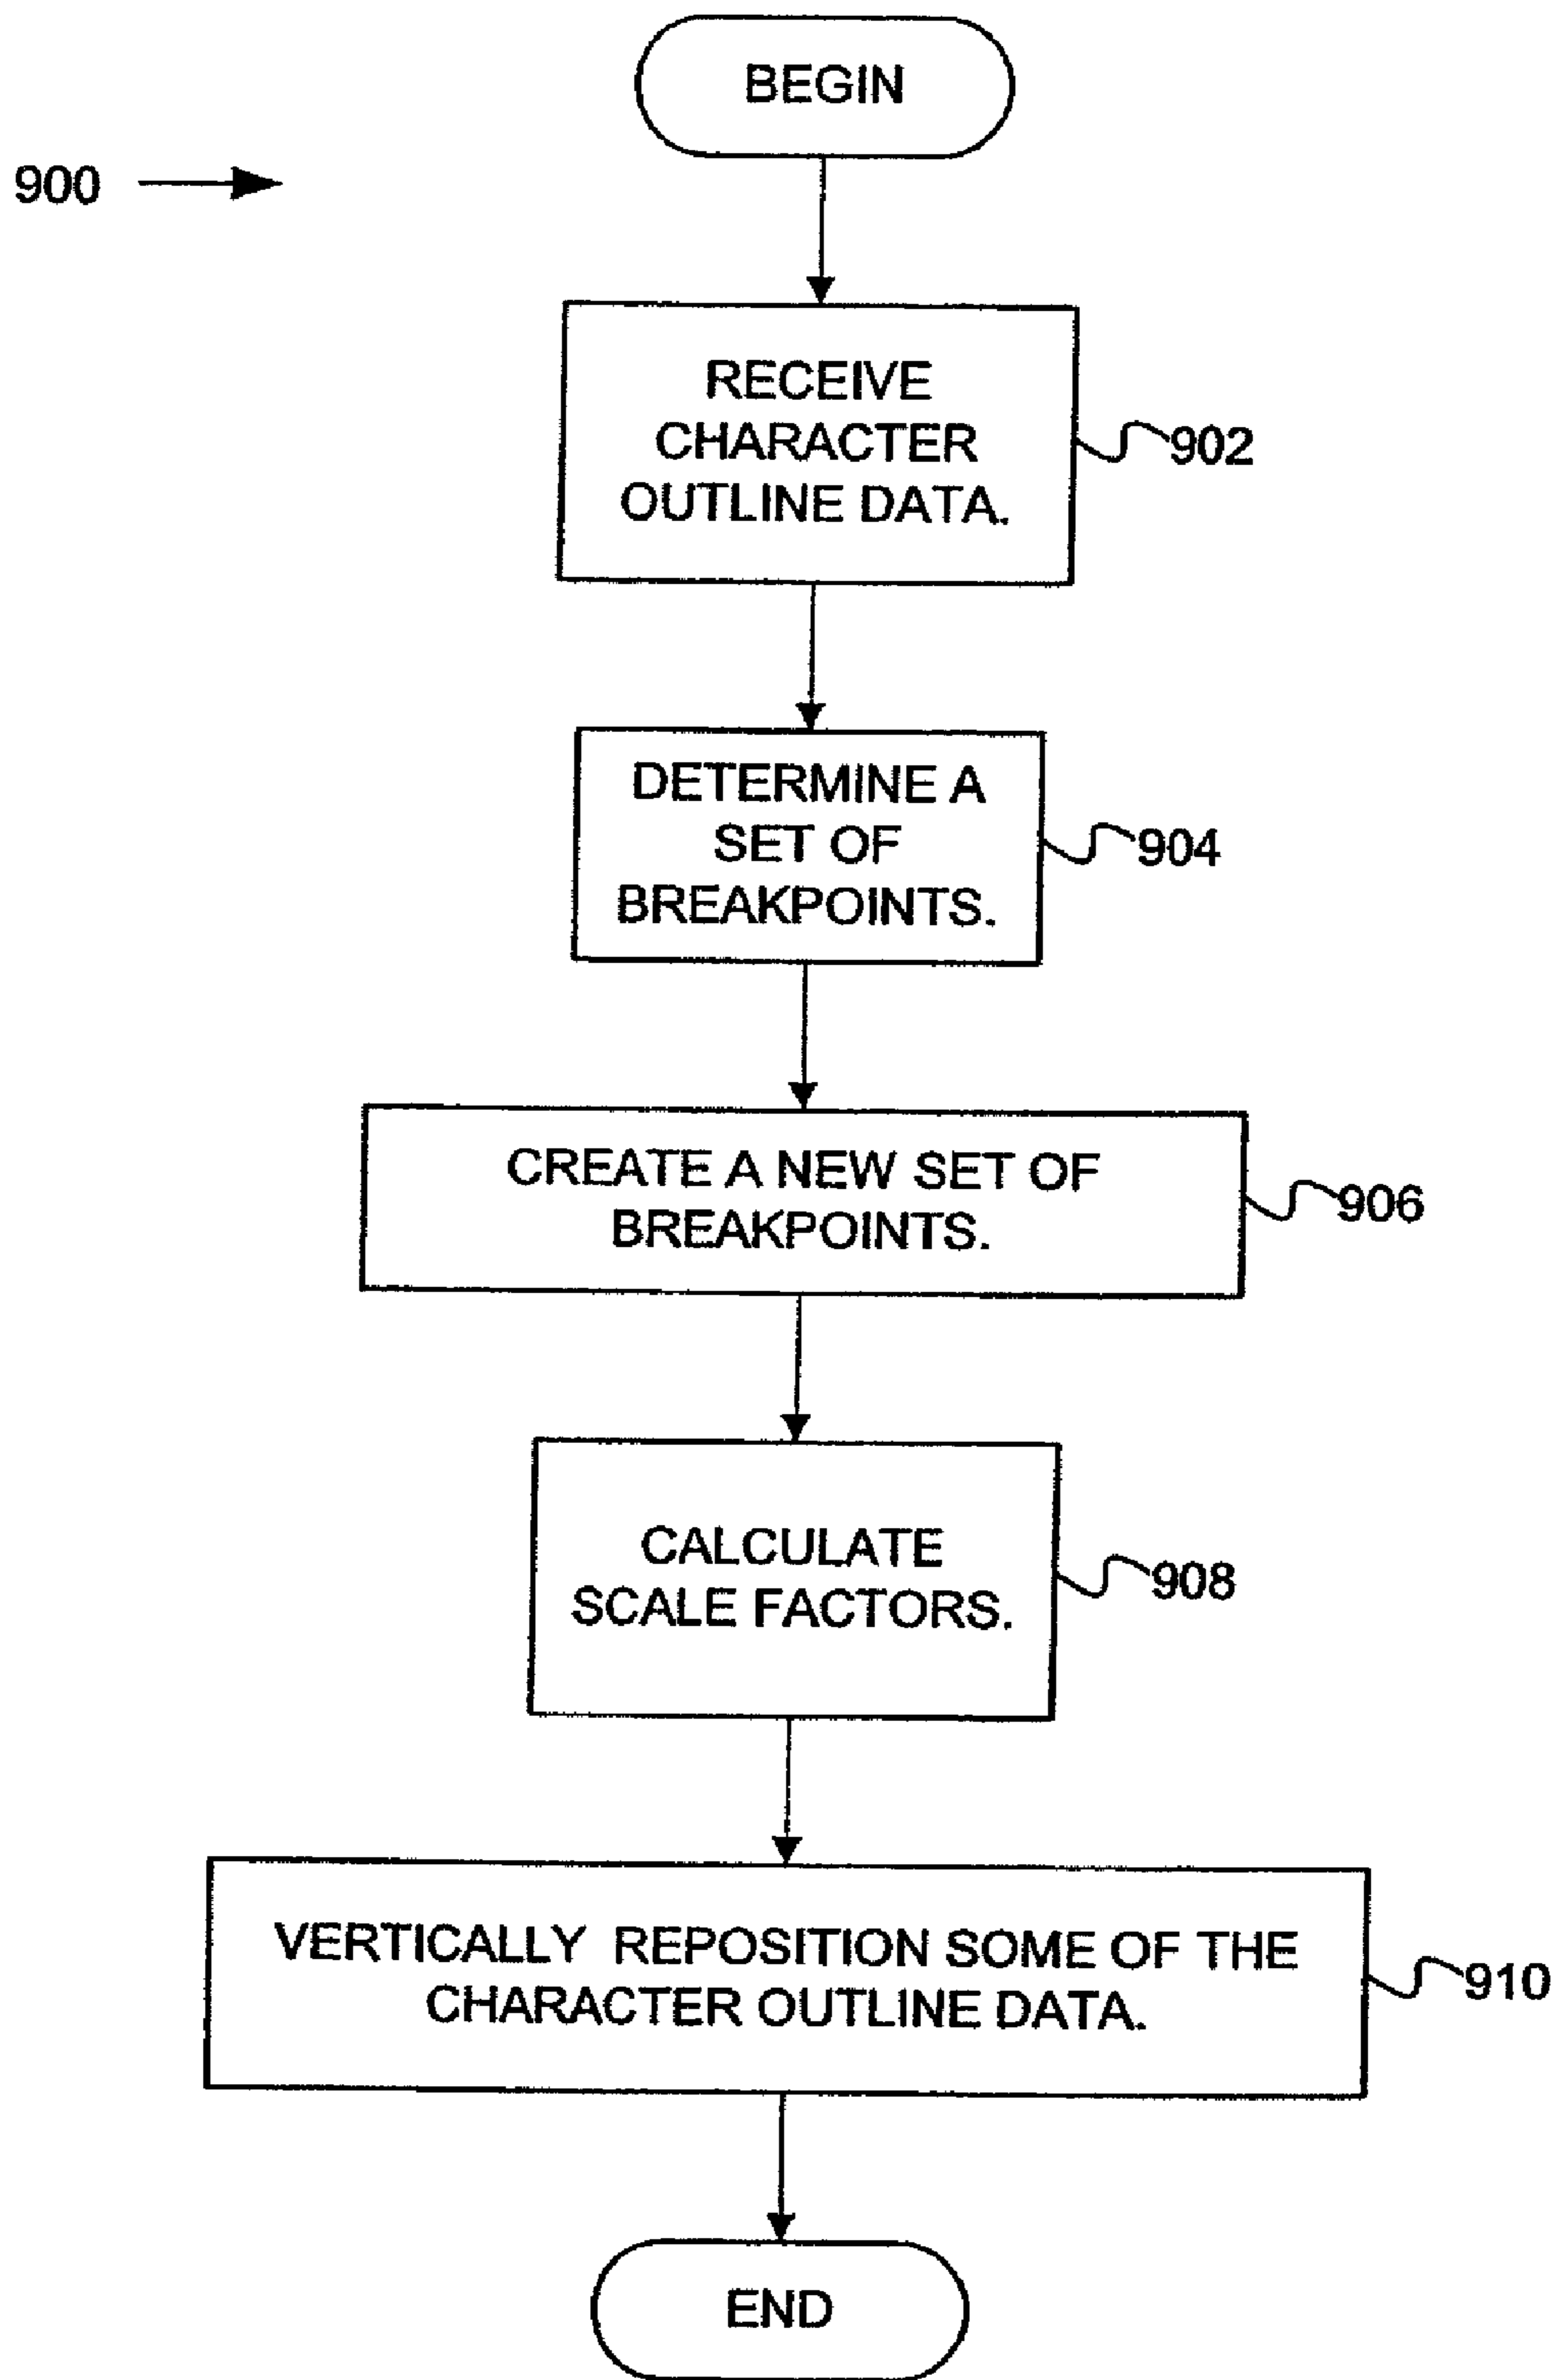 BEGIN
900
RECEIVE
CHARACTER
OUTLINE DATA.
902
DETERMINE A
SET OF
BREAKPOINTS.
904
CREATE A NEW SET OF
BREAKPOINTS.
906
CALCULATE
SCALE FACTORS.
908
VERTICALLY REPOSITION SOME OF THE
CHARACTER OUTLINE DATA.
910
END